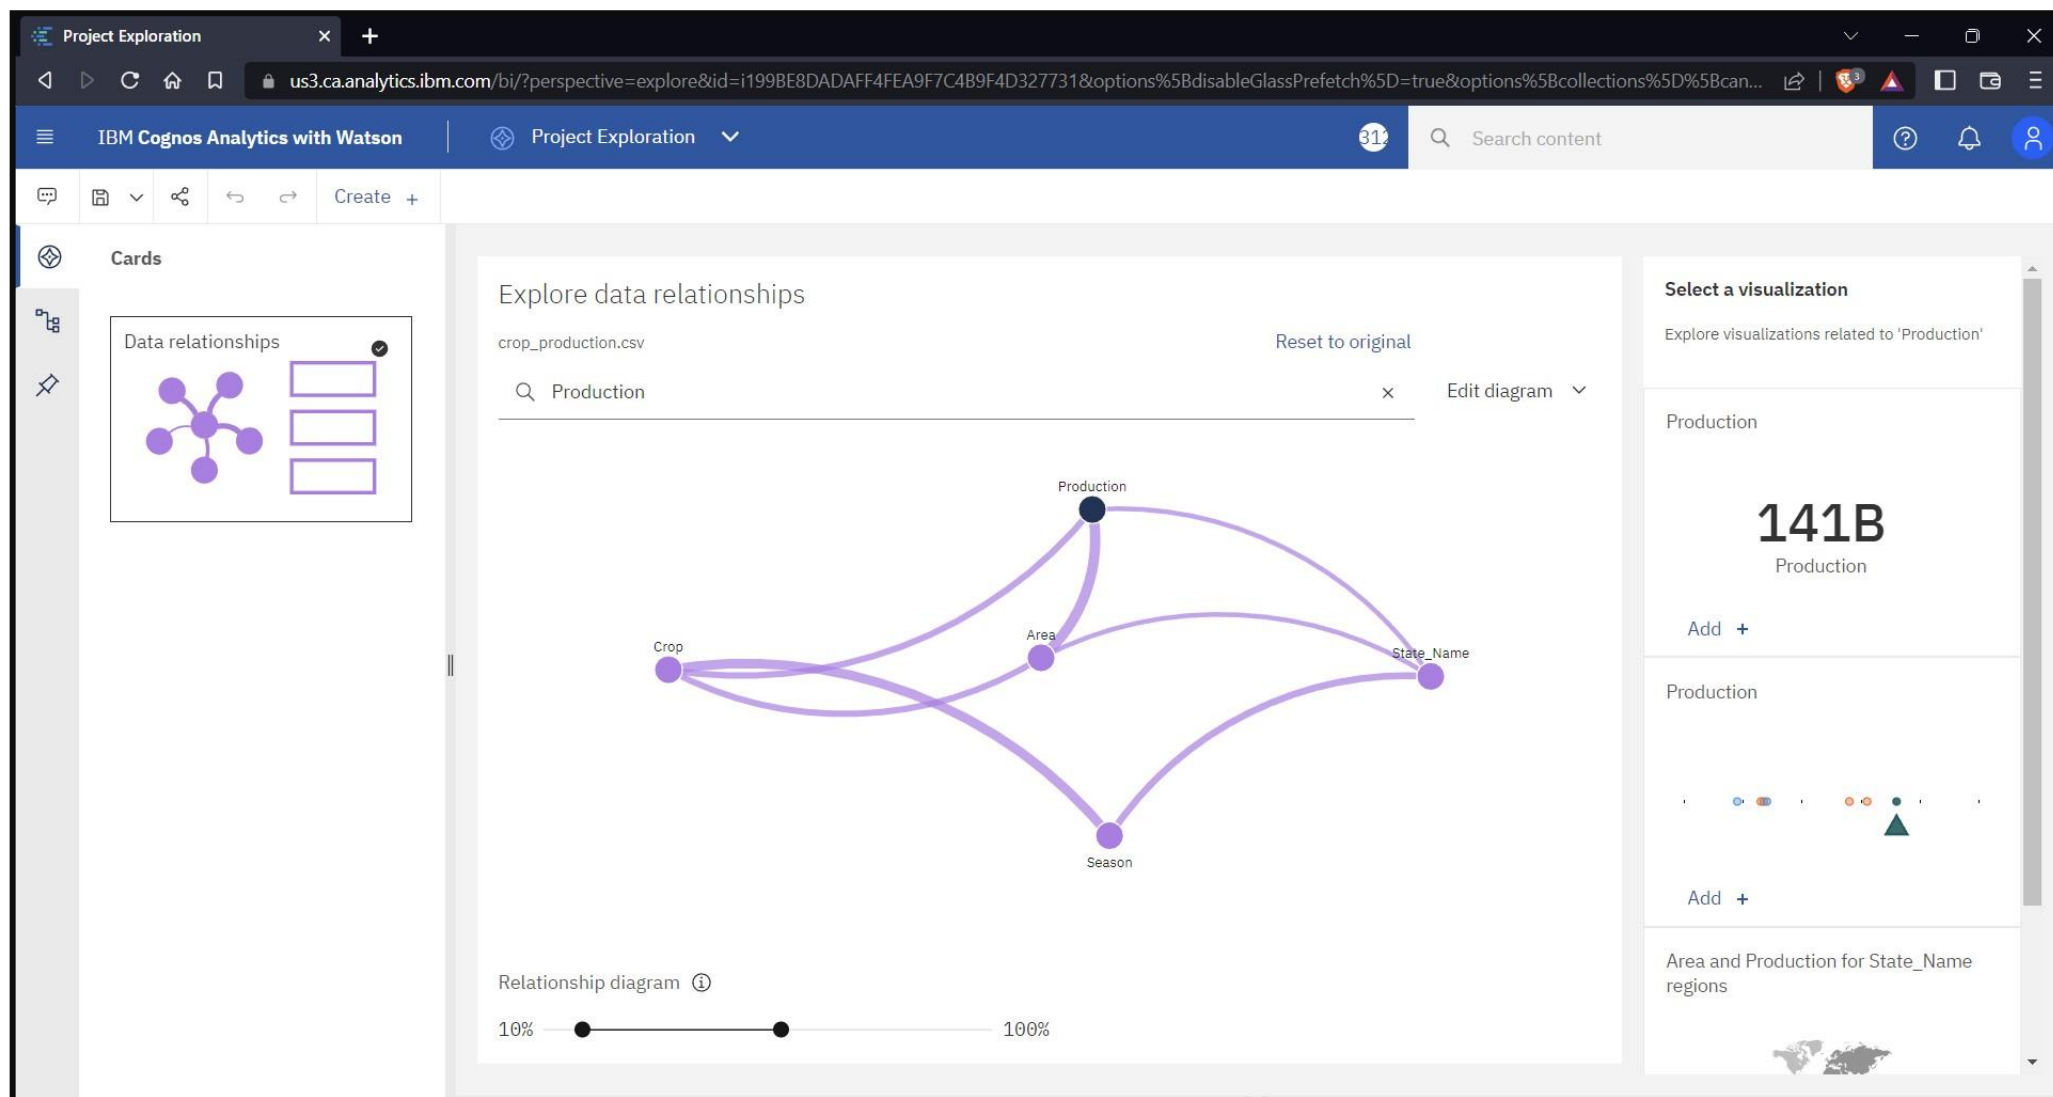 Project Exploration
us3.ca.analytics.ibm.com/bi/?perspective=explore&id=i199BE8DADAFF4FEA9F7C4B9F4D327731&options%5BdisableGlassPrefetch%5D=true&options%5Bcollections%5D%5Bcan...
3
IBM Cognos Analytics with Watson
Project Exploration
312
Search content
Create +
Cards
Data relationships
Explore data relationships
crop_production.csv
Reset to original
Production
Edit diagram
Production
Crop
Area
State_Name
Season
Relationship diagram
10%
100%
Select a visualization
Explore visualizations related to 'Production'
Production
141B
Production
Add +
Production
Add +
Area and Production for State_Name
regions